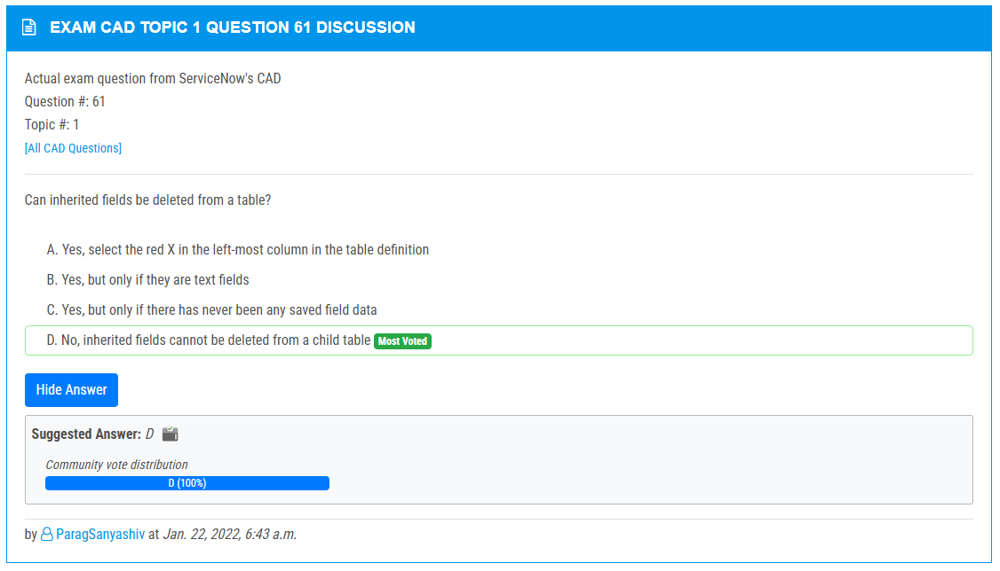 EXAM CAD TOPIC 1 QUESTION 61 DISCUSSION
Actual exam question from ServiceNow's CAD
Question #: 61
Topic #: 1
[All CAD Questions]
Can inherited fields be deleted from a table?
A. Yes, select the red X in the left-most column in the table definition
B. Yes, but only if they are text fields
C. Yes, but only if there has never been any saved field data
D. No, inherited fields cannot be deleted from a child table Most Voted
Hide Answer
Suggested Answer: D
Community vote distribution
D (100%)
by ParagSanyashiv at Jan. 22, 2022, 6:43 a.m.